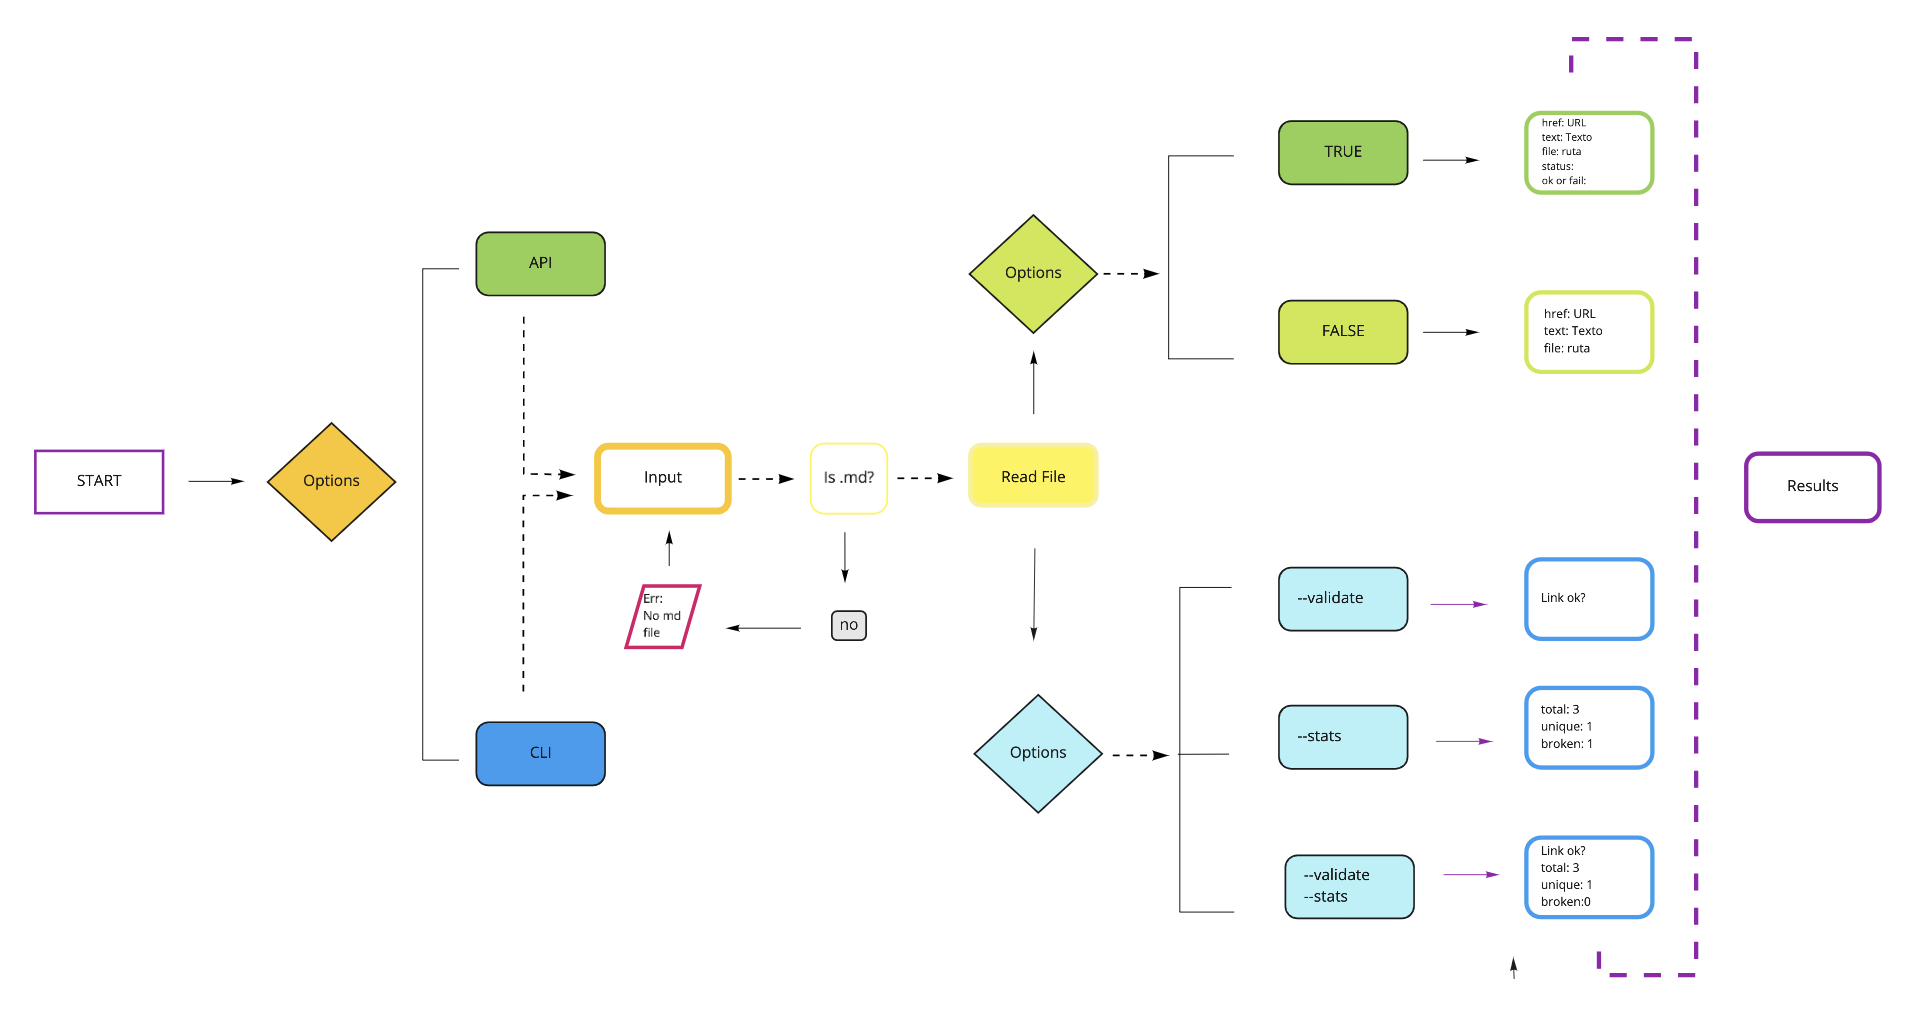 START
Options
API
CLI
Input
Is .md?
no
Err:
No md
file
Read File
Options
TRUE
href: URL
text: Texto
file: ruta
status:
ok or fail:
FALSE
href: URL
text: Texto
file: ruta
Options
--validate
Link ok?
--stats
total: 3
unique: 1
broken: 1
--validate
--stats
Link ok?
total: 3
unique: 1
broken:0
Results